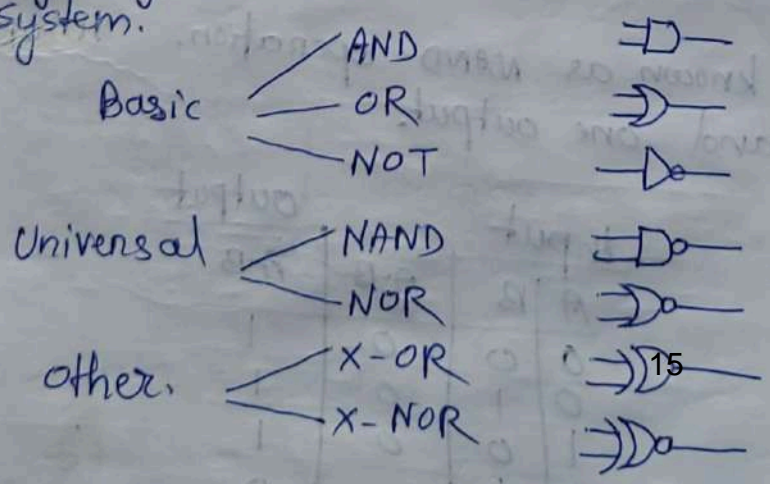 system.
AND
Basic OR
NOT
Universal NAND
NOR
Other. X-OR 15
X-NOR